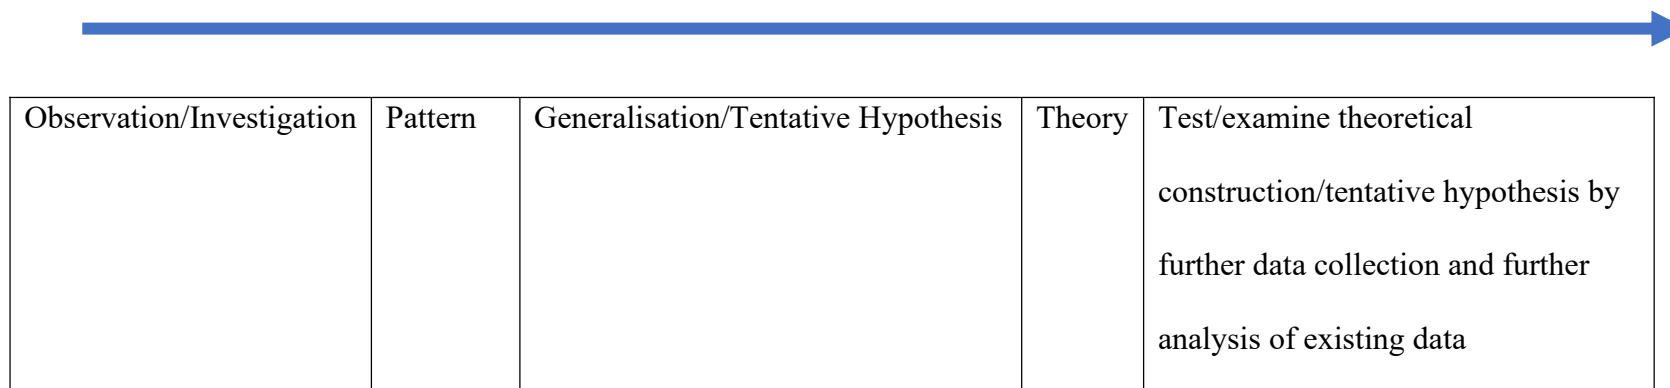 Observation/Investigation
Pattern
Generalisation/Tentative Hypothesis
Theory
Test/examine theoretical
construction/tentative hypothesis by
further data collection and further
analysis of existing data